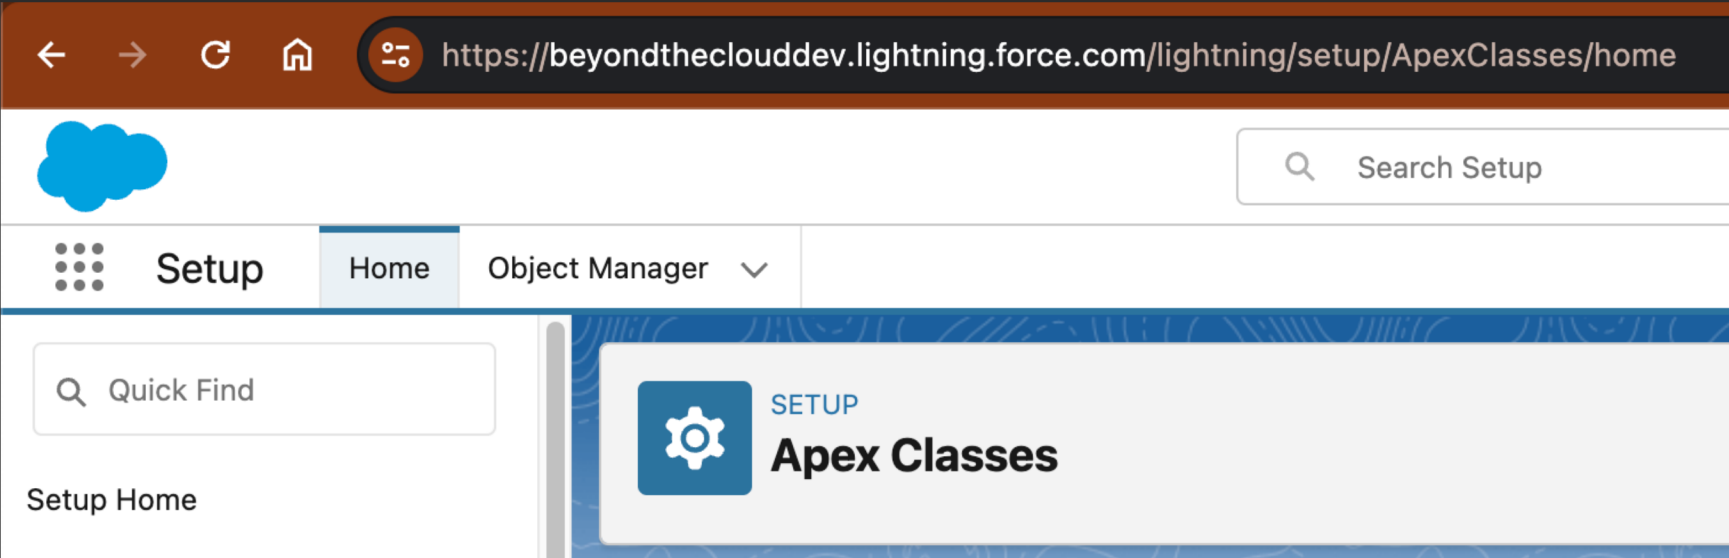 https://beyondtheclouddev.lightning.force.com/lightning/setup/ApexClasses/home
Search Setup
Setup Home Object Manager
Quick Find
SETUP
Apex Classes
Setup Home